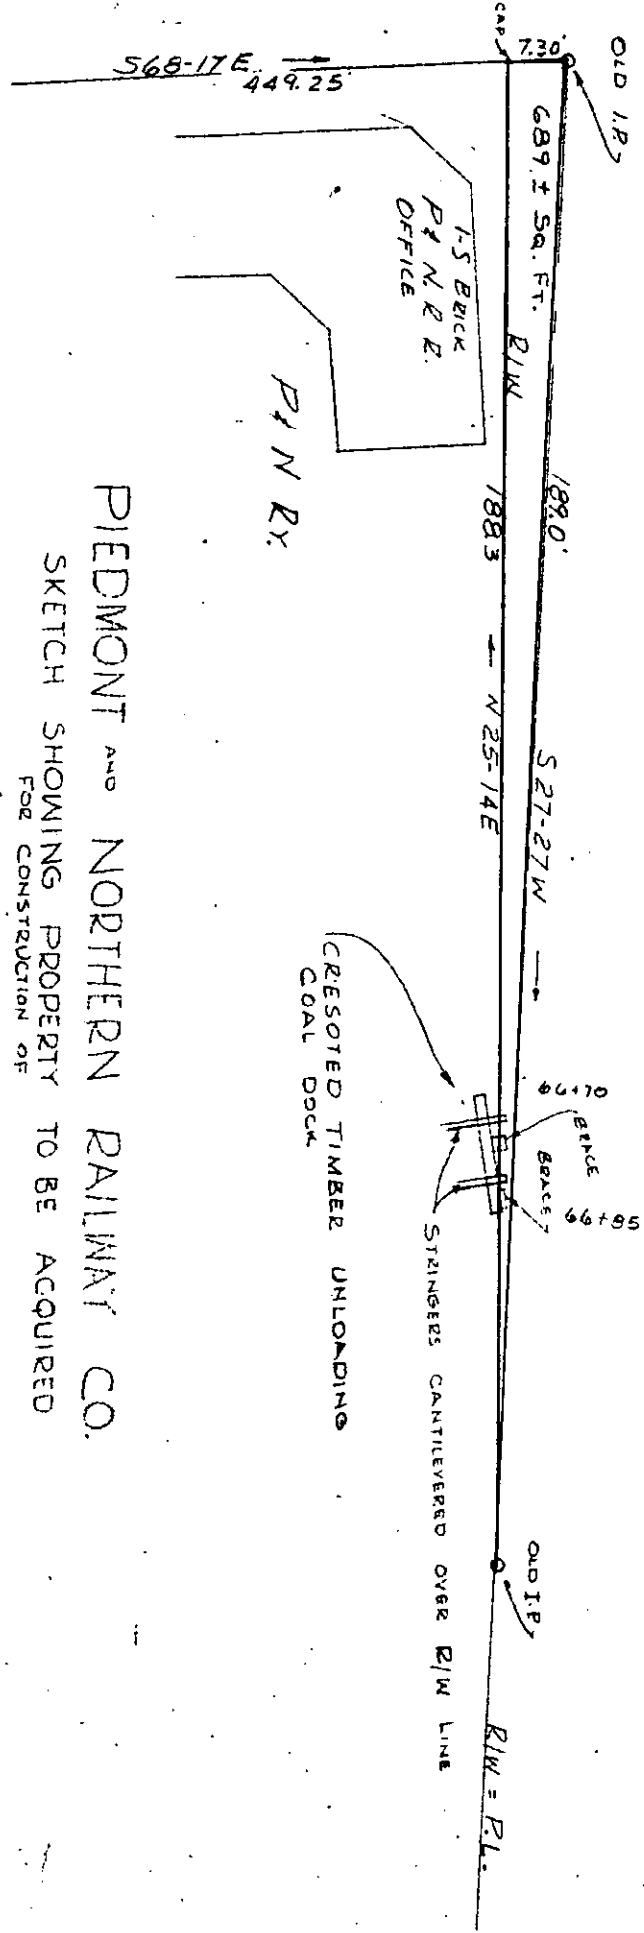 OLD I.P.
CAP
7.30'
S68-17E
449.25'
689 ± SQ. FT.
R/W
189.0'
1-S BRICK
P & N. R R.
OFFICE
P & N RY.
1883
← N 25-14E
S 27-27W →
66+70
BRACE
BRACE
66+85
CRESOTED TIMBER UNLOADING
COAL DOCK
STRINGERS CANTILEVERED OVER R/W LINE
OLD I.P.
R/W = P.L.
PIEDMONT AND NORTHERN RAILWAY CO.
SKETCH SHOWING PROPERTY TO BE ACQUIRED
FOR CONSTRUCTION OF